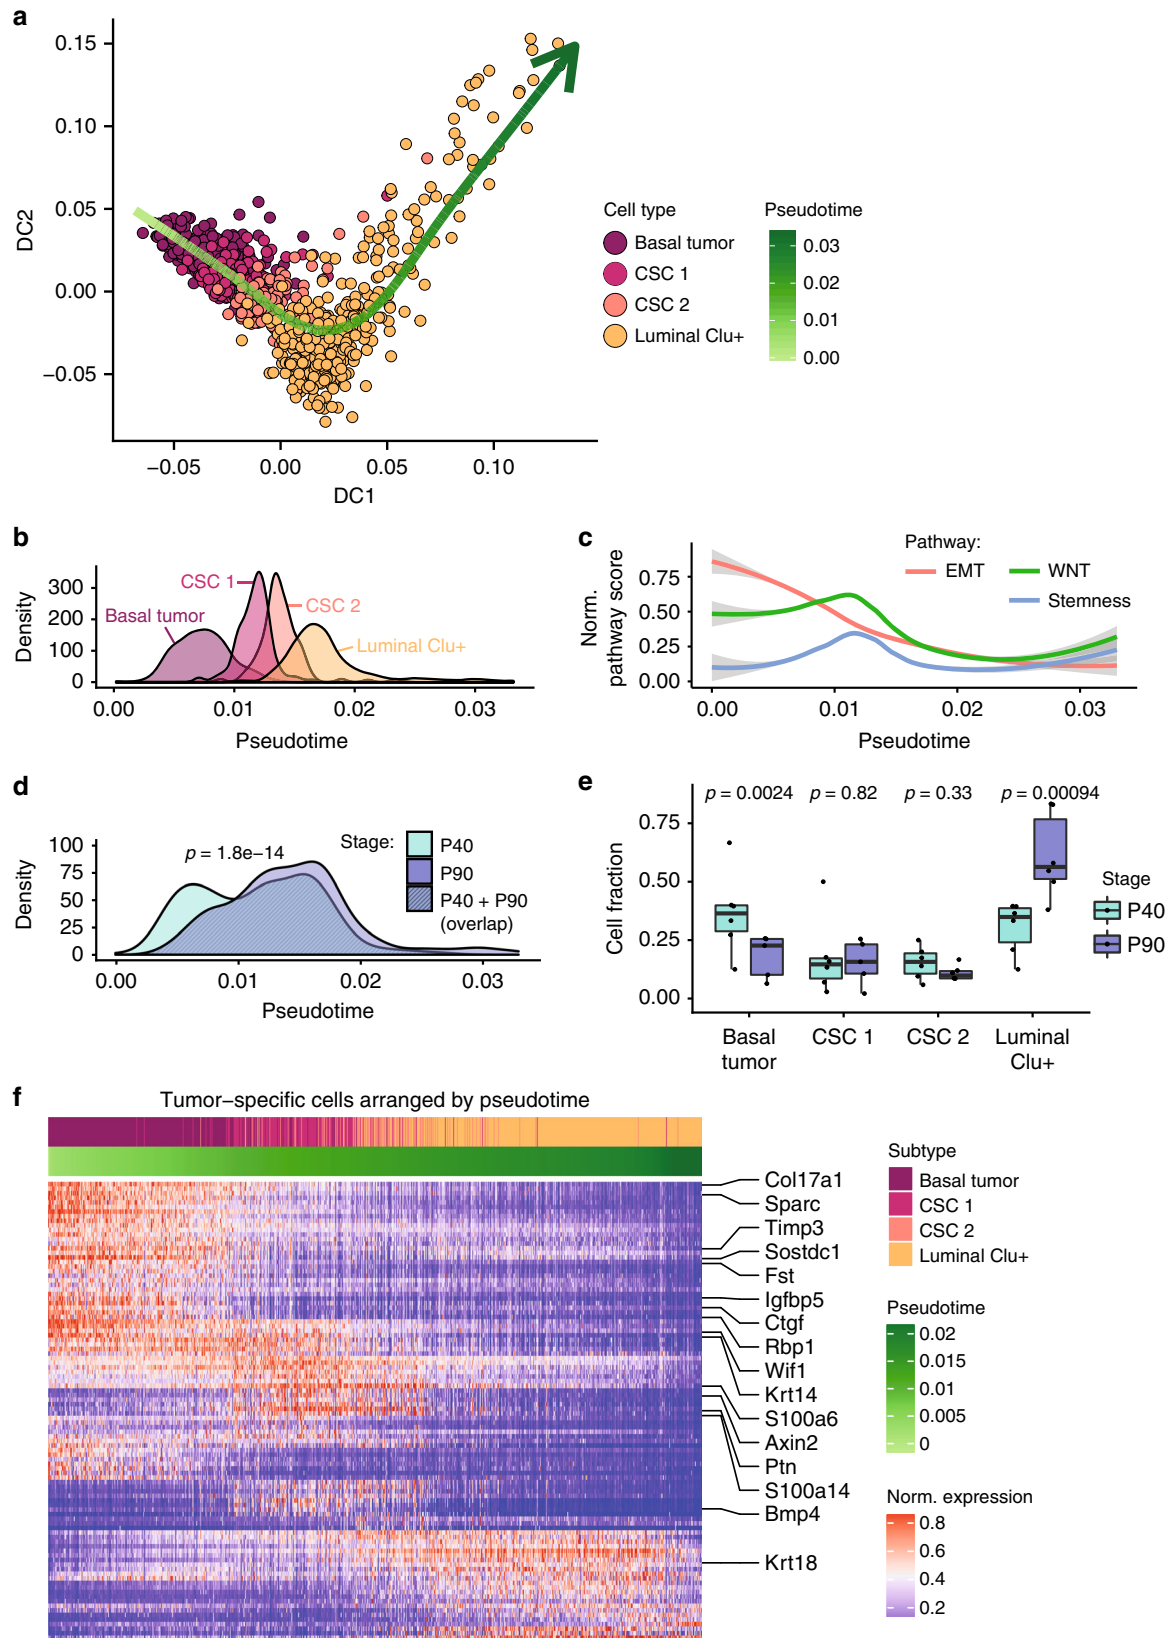 a
0.15
0.10
0.05
0.00
−0.05
DC2
−0.05
0.00
0.05
0.10
DC1
Cell type
Basal tumor
CSC 1
CSC 2
Luminal Clu+
Pseudotime
0.03
0.02
0.01
0.00
b
300
200
100
0
Density
CSC 1
CSC 2
Basal tumor
Luminal Clu+
0.00
0.01
0.02
0.03
Pseudotime
c
Pathway:
EMT
WNT
Stemness
Norm.
pathway score
0.75
0.50
0.25
0.00
0.00
0.01
0.02
0.03
Pseudotime
d
100
75
50
25
0
Density
p = 1.8e−14
Stage:
P40
P90
P40 + P90
(overlap)
0.00
0.01
0.02
0.03
Pseudotime
e
p = 0.0024
p = 0.82
p = 0.33
p = 0.00094
0.75
0.50
0.25
0.00
Cell fraction
Basal
tumor
CSC 1
CSC 2
Luminal
Clu+
Stage
P40
P90
f
Tumor−specific cells arranged by pseudotime
Col17a1
Sparc
Timp3
Sostdc1
Fst
Igfbp5
Ctgf
Rbp1
Wif1
Krt14
S100a6
Axin2
Ptn
S100a14
Bmp4
Krt18
Subtype
Basal tumor
CSC 1
CSC 2
Luminal Clu+
Pseudotime
0.02
0.015
0.01
0.005
0
Norm. expression
0.8
0.6
0.4
0.2